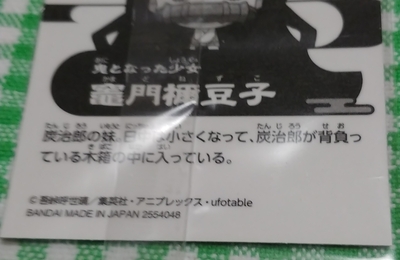 鬼となった少女
竈門禰豆子
炭治郎の妹。日中は小さくなって、炭治郎が背負っ
ている木箱の中に入っている。
©吾峠呼世晴／集英社・アニプレックス・ufotable
BANDAI MADE IN JAPAN 2554048